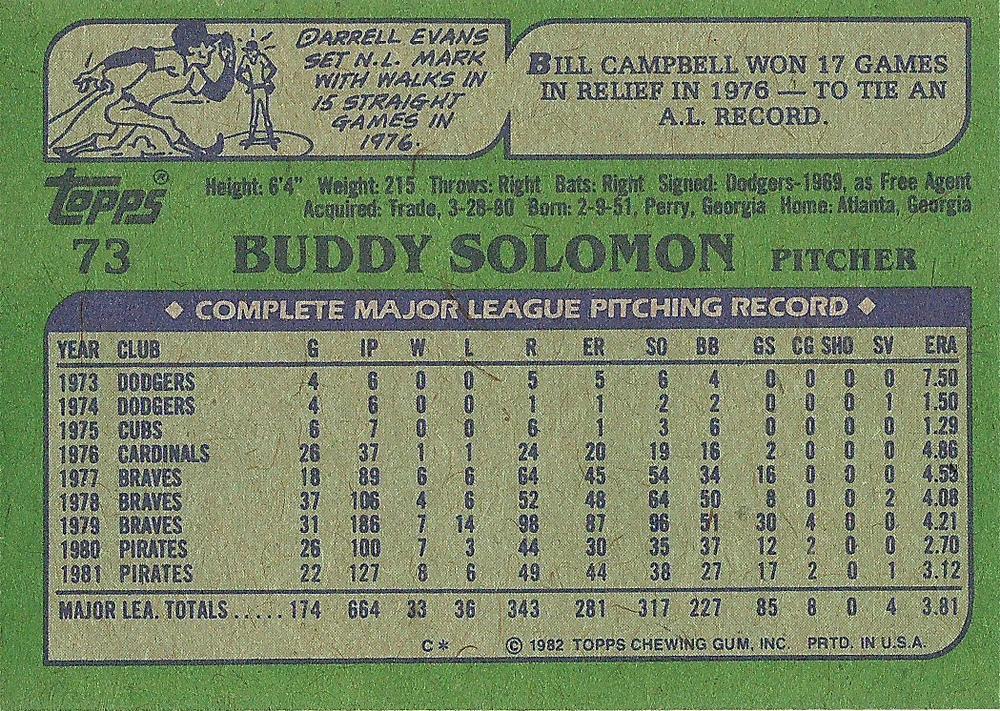 DARRELL EVANS
SET N.L. MARK
WITH WALKS IN
15 STRAIGHT
GAMES IN
1976.
BILL CAMPBELL WON 17 GAMES
IN RELIEF IN 1976 — TO TIE AN
A.L. RECORD.
Topps®
Height: 6'4" Weight: 215 Throws: Right Bats: Right Signed: Dodgers-1969, as Free Agent
Acquired: Trade, 3-28-80 Born: 2-9-51, Perry, Georgia Home: Atlanta, Georgia
73 BUDDY SOLOMON PITCHER
◆ COMPLETE MAJOR LEAGUE PITCHING RECORD ◆
YEAR CLUB G IP W L R ER SO BB GS CG SHO SV ERA
1973 DODGERS 4 6 0 0 5 5 6 4 0 0 0 0 7.50
1974 DODGERS 4 6 0 0 1 1 2 2 0 0 0 1 1.50
1975 CUBS 6 7 0 0 6 1 3 6 0 0 0 0 1.29
1976 CARDINALS 26 37 1 1 24 20 19 16 2 0 0 0 4.86
1977 BRAVES 18 89 6 6 64 45 54 34 16 0 0 0 4.55
1978 BRAVES 37 106 4 6 52 48 64 50 8 0 0 2 4.08
1979 BRAVES 31 186 7 14 98 87 96 51 30 4 0 0 4.21
1980 PIRATES 26 100 7 3 44 30 35 37 12 2 0 0 2.70
1981 PIRATES 22 127 8 6 49 44 38 27 17 2 0 1 3.12
MAJOR LEA. TOTALS ..... 174 664 33 36 343 281 317 227 85 8 0 4 3.81
C* © 1982 TOPPS CHEWING GUM, INC. PRTD. IN U.S.A.